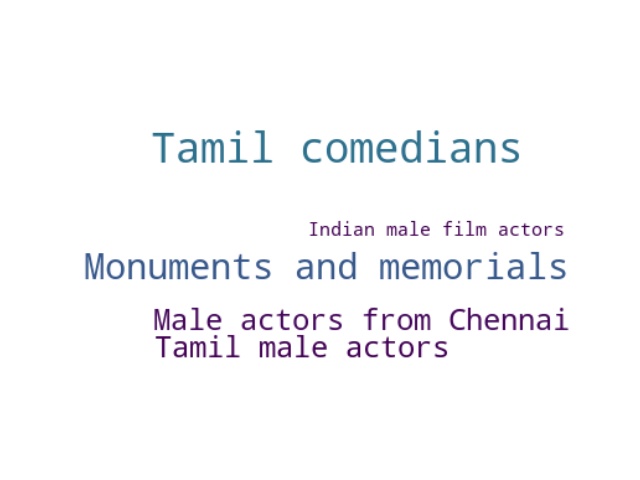 Tamil comedians
Indian male film actors
Monuments and memorials
Male actors from Chennai
Tamil male actors